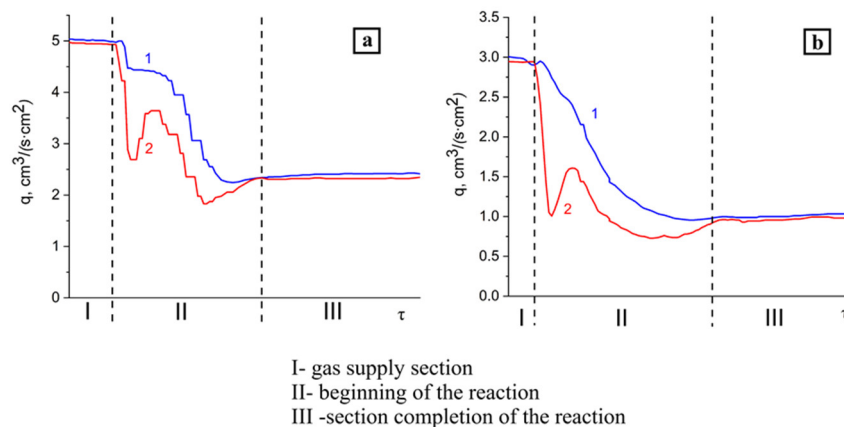 a
q, cm³/(s·cm²)
5
4
3
2
1
0
1
2
I
II
III
τ
b
q, cm³/(s·cm²)
3.5
3.0
2.5
2.0
1.5
1.0
0.5
0.0
1
2
I
II
III
τ
I- gas supply section
II- beginning of the reaction
III -section completion of the reaction